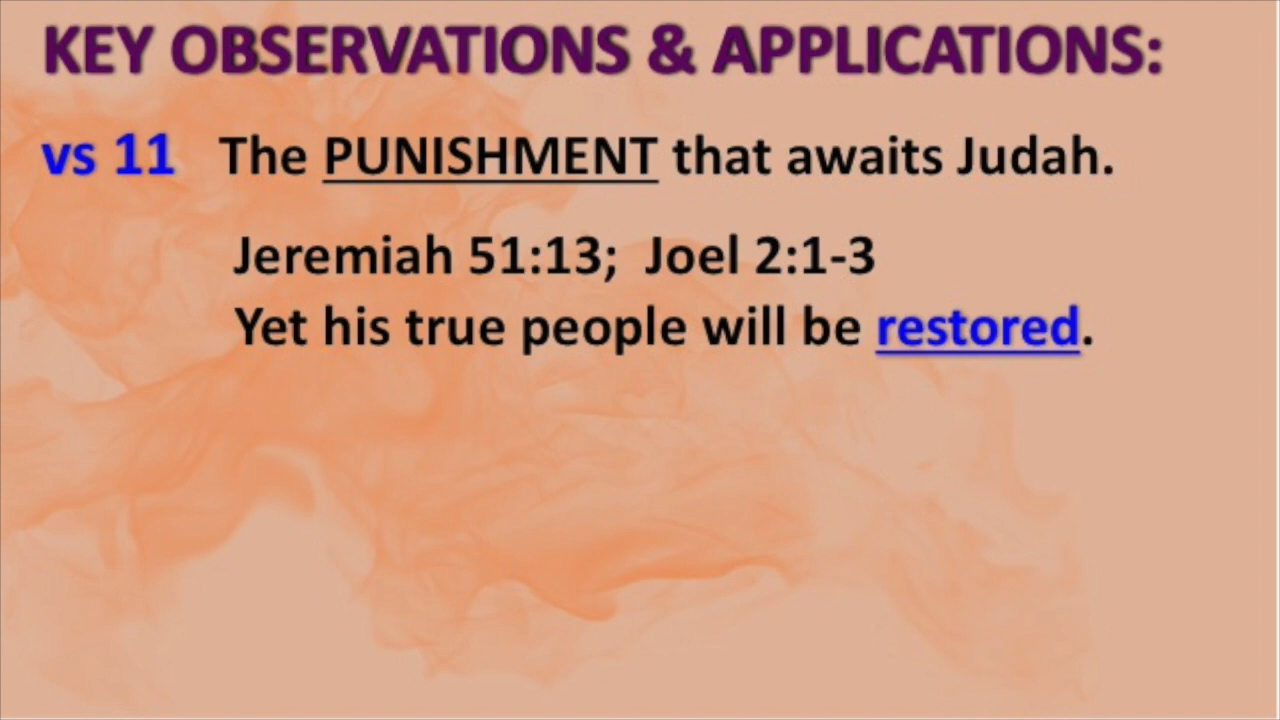 KEY OBSERVATIONS & APPLICATIONS:
vs 11 The PUNISHMENT that awaits Judah.
Jeremiah 51:13; Joel 2:1-3
Yet his true people will be restored.